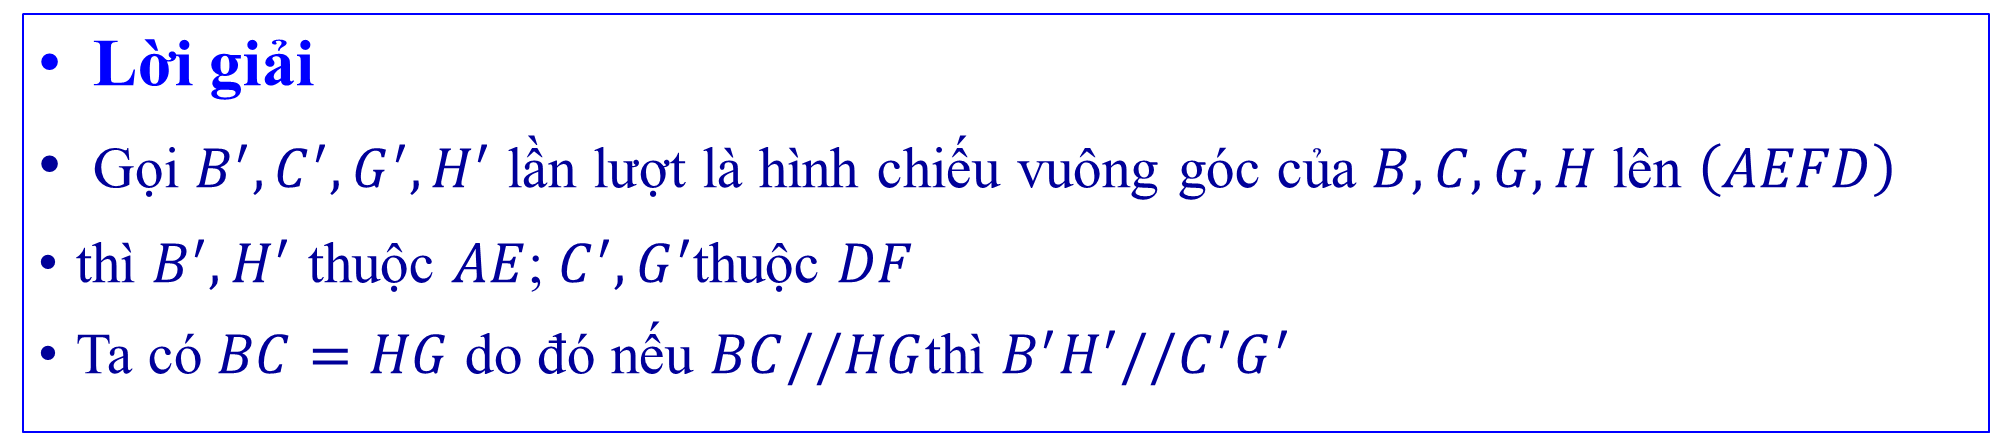 • Lời giải
• Gọi 𝐵′, 𝐶′, 𝐺′, 𝐻′ lần lượt là hình chiếu vuông góc của 𝐵, 𝐶, 𝐺, 𝐻 lên (𝐴𝐸𝐹𝐷)
• thì 𝐵′, 𝐻′ thuộc 𝐴𝐸; 𝐶′, 𝐺′thuộc 𝐷𝐹
• Ta có 𝐵𝐶 = 𝐻𝐺 do đó nếu 𝐵𝐶//𝐻𝐺thì 𝐵′𝐻′//𝐶′𝐺′